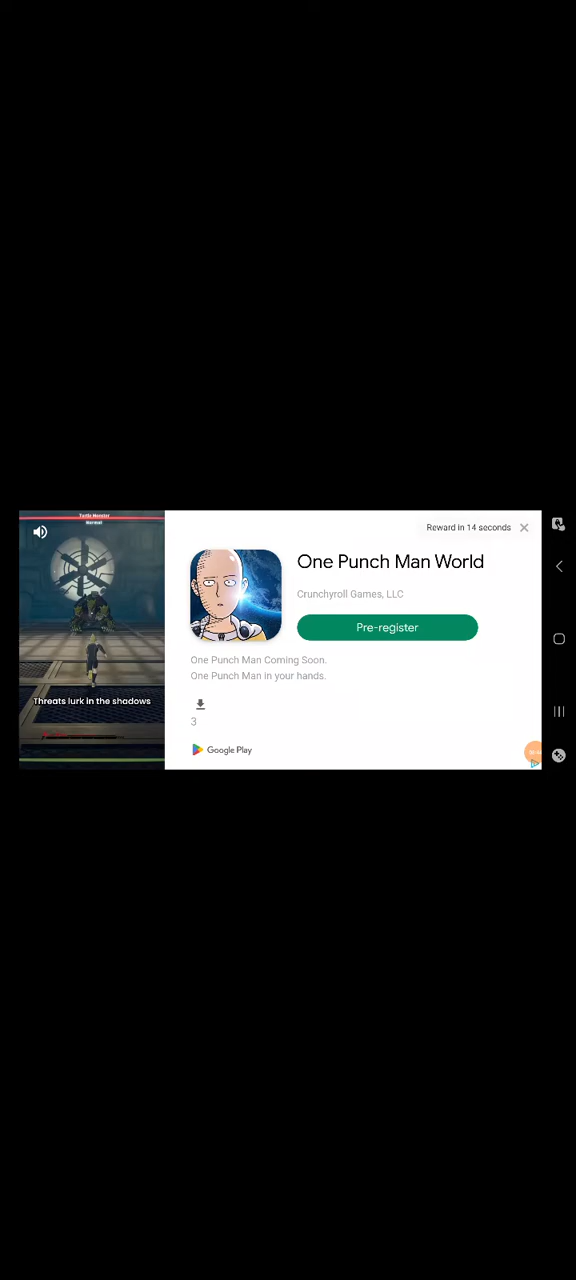 Turtle Monster
Normal
Threats lurk in the shadows
Reward in 14 seconds
One Punch Man World
Crunchyroll Games, LLC
Pre-register
One Punch Man Coming Soon.
One Punch Man in your hands.
3
Google Play